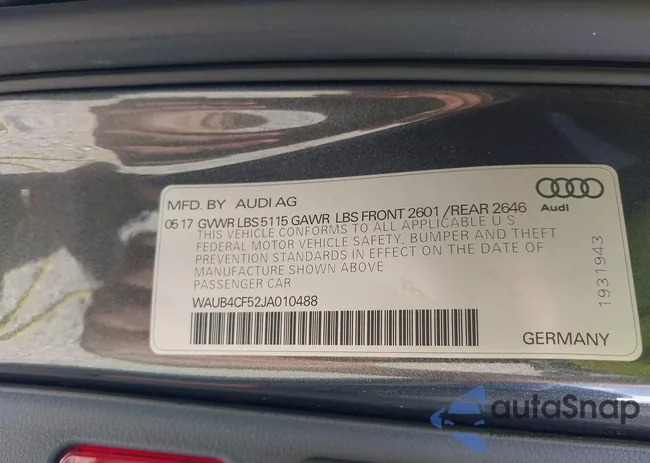 MFD. BY AUDI AG
Audi
05 17 GVWR LBS 5115 GAWR LBS FRONT 2601 / REAR 2646
THIS VEHICLE CONFORMS TO ALL APPLICABLE U S
FEDERAL MOTOR VEHICLE SAFETY, BUMPER AND THEFT
PREVENTION STANDARDS IN EFFECT ON THE DATE OF
MANUFACTURE SHOWN ABOVE
PASSENGER CAR
WAUB4CF52JA010488
1931943
GERMANY
autoSnap